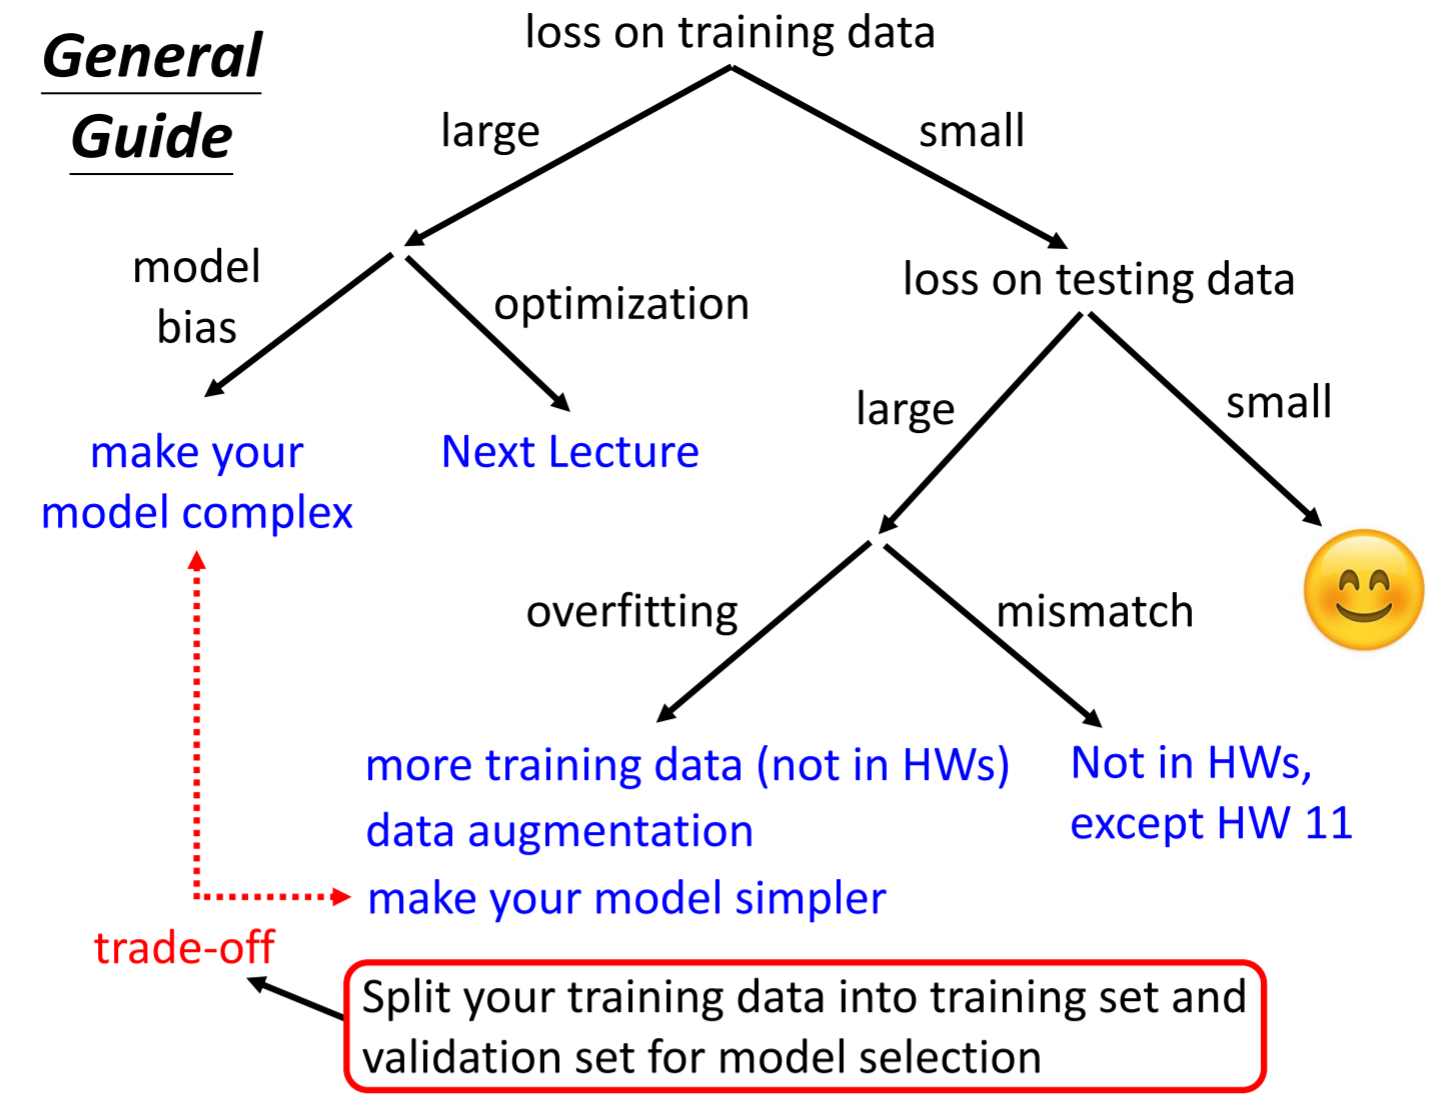 General
Guide
loss on training data
large
small
model
bias
optimization
loss on testing data
make your
model complex
Next Lecture
large
small
overfitting
mismatch
more training data (not in HWs)
data augmentation
make your model simpler
Not in HWs,
except HW 11
trade-off
Split your training data into training set and
validation set for model selection